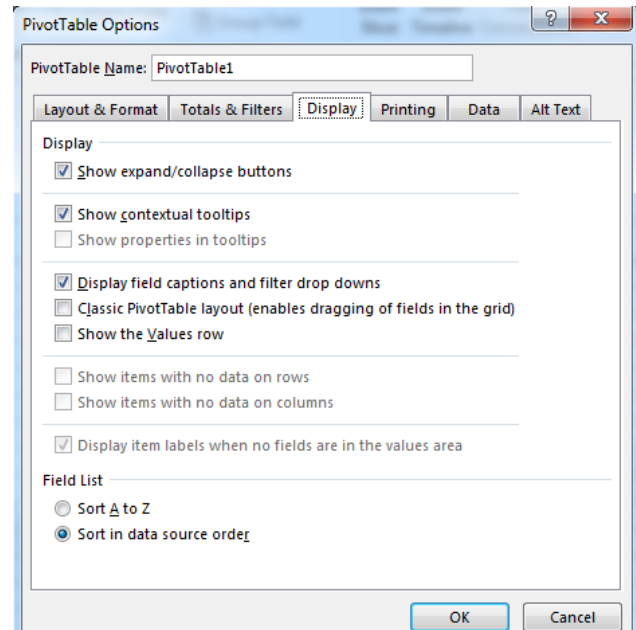 Group Field
PivotTable Options
PivotTable Name: PivotTable1
Layout & Format Totals & Filters Display Printing Data Alt Text
Display
Show expand/collapse buttons
Show contextual tooltips
Show properties in tooltips
Display field captions and filter drop downs
Classic PivotTable layout (enables dragging of fields in the grid)
Show the Values row
Show items with no data on rows
Show items with no data on columns
Display item labels when no fields are in the values area
Field List
Sort A to Z
Sort in data source order
OK Cancel